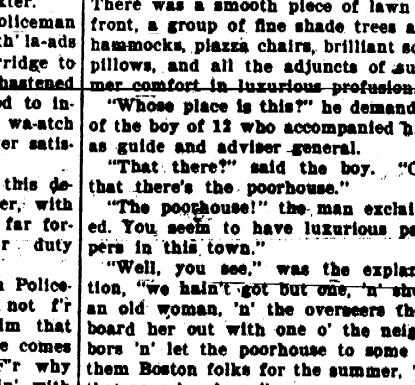 xter.
oliceman
th' la-ads
rridge to
hastened
ed to in-
wa-atch
er satis-
this de-
er, with
far for-
r duty
n Police-
not f'r
im that
e comes
F'r why
There was a smooth piece of lawn
front, a group of fine shade trees a
hammocks, piazza chairs, brilliant so
pillows, and all the adjuncts of sum
mer comfort in luxurious profusion
"Whose place is this?" he demand
of the boy of 12 who accompanied h
as guide and adviser general.
"That there?" said the boy. "O
that there's the poorhouse."
"The poorhouse!" the man exclai
ed. You seem to have luxurious pa
pers in this town."
"Well, you see," was the explan
tion, "we hain't got but one, 'n' sh
an old woman, 'n' the overseers th
board her out with one o' the neig
bors 'n' let the poorhouse to some
them Boston folks for the summer,